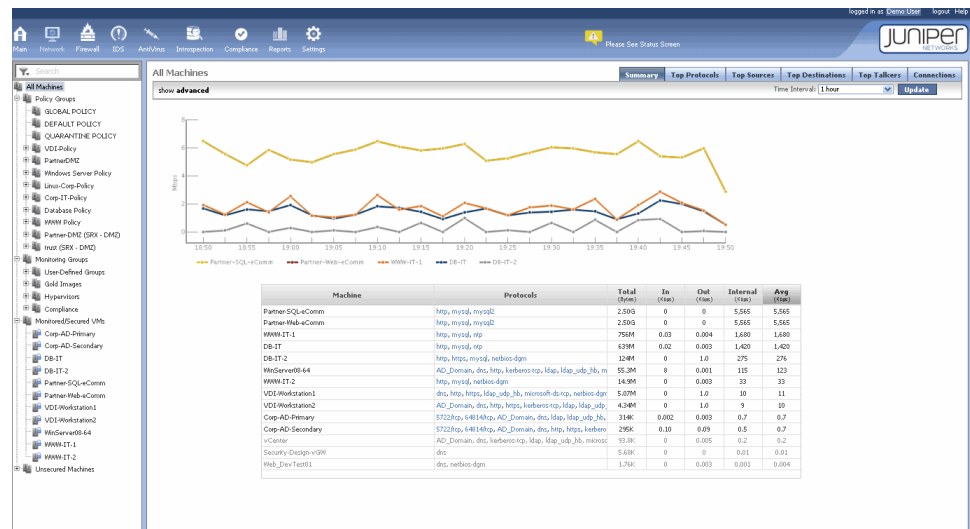 logged in as Demo User logout Help
Main Network Firewall IDS AntiVirus Introspection Compliance Reports Settings
Please See Status Screen
JUNIPER
NETWORKS
Search
All Machines
Policy Groups
GLOBAL POLICY
DEFAULT POLICY
QUARANTINE POLICY
VDI-Policy
PartnerDMZ
Windows Server Policy
Linus-Corp-Policy
Corp-IT-Policy
Database Policy
WWW Policy
Partner-DMZ (SRX - DMZ)
trust (SRX - DMZ)
Monitoring Groups
User-Defined Groups
Gold Images
Hypervisors
Compliance
Monitored/Secured VMs
Corp-AD-Primary
Corp-AD-Secondary
DB-IT
DB-IT-2
Partner-SQL-eComm
Partner-Web-eComm
VDI-Workstation1
VDI-Workstation2
WinServer08-64
WWW-IT-1
WWW-IT-2
Unsecured Machines
All Machines
Summary Top Protocols Top Sources Top Destinations Top Talkers Connections
show advanced
Time Interval: 1 hour Update
8
6
4
2
0
Mbps
18:50 18:55 19:00 19:05 19:10 19:15 19:20 19:25 19:30 19:35 19:40 19:45 19:50
Partner-SQL-eComm Partner-Web-eComm WWW-IT-1 DB-IT DB-IT-2
Machine Protocols Total (Bytes) In (Kbps) Out (Kbps) Internal (Kbps) Avg (Kbps)
Partner-SQL-eComm http, mysql, mysql2 2.50G 0 0 5,565 5,565
Partner-Web-eComm http, mysql, mysql2 2.50G 0 0 5,565 5,565
WWW-IT-1 http, mysql, ntp 756M 0.03 0.004 1,680 1,680
DB-IT http, mysql, ntp 639M 0.02 0.003 1,420 1,420
DB-IT-2 http, https, mysql, netbios-dgm 124M 0 1.0 275 276
WinServer08-64 AD_Domain, dns, http, kerberos-tcp, ldap, ldap_udp_hb, m 55.3M 8 0.001 115 123
WWW-IT-2 http, mysql, netbios-dgm 14.9M 0 0.003 33 33
VDI-Workstation1 dns, http, https, ldap_udp_hb, microsoft-ds-tcp, netbios-dgm 5.07M 0 1.0 10 11
VDI-Workstation2 AD_Domain, dns, http, https, kerberos-tcp, ldap, ldap_udp_ 4.34M 0 1.0 9 10
Corp-AD-Primary 5722/tcp, 64814/tcp, AD_Domain, dns, ldap, ldap_udp_hb, 314K 0.002 0.003 0.7 0.7
Corp-AD-Secondary 5722/tcp, 64814/tcp, AD_Domain, dns, http, https, kerbero 295K 0.10 0.09 0.5 0.7
vCenter AD_Domain, dns, kerberos-tcp, ldap, ldap_udp_hb, microso 93.0K 0 0.005 0.2 0.2
Security-Design-vGW dns 5.60K 0 0 0.01 0.01
Web_DevTest01 dns, netbios-dgm 1.76K 0 0.003 0.001 0.004